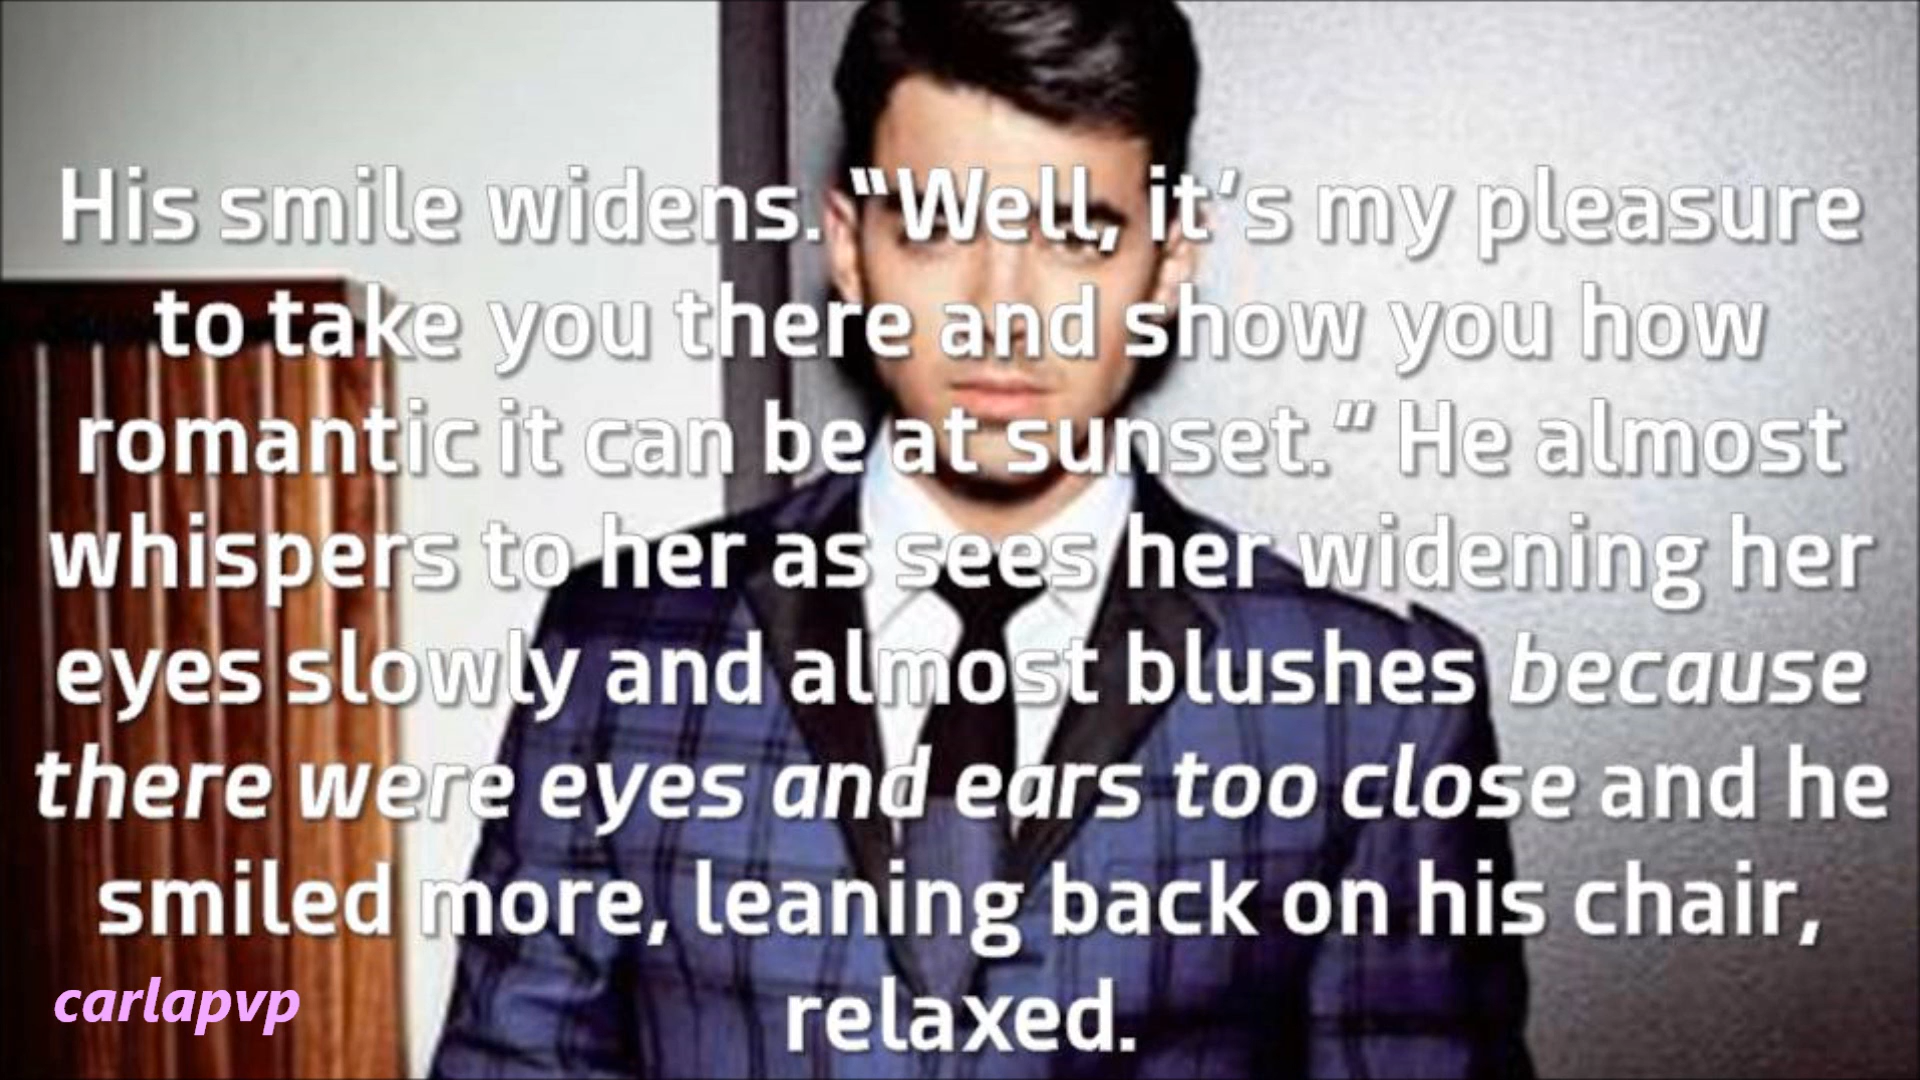 His smile widens. “Well, it’s my pleasure
to take you there and show you how
romantic it can be at sunset.“ He almost
whispers to her as sees her widening her
eyes slowly and almost blushes because
there were eyes and ears too close and he
smiled more, leaning back on his chair,
relaxed.
carlapvp